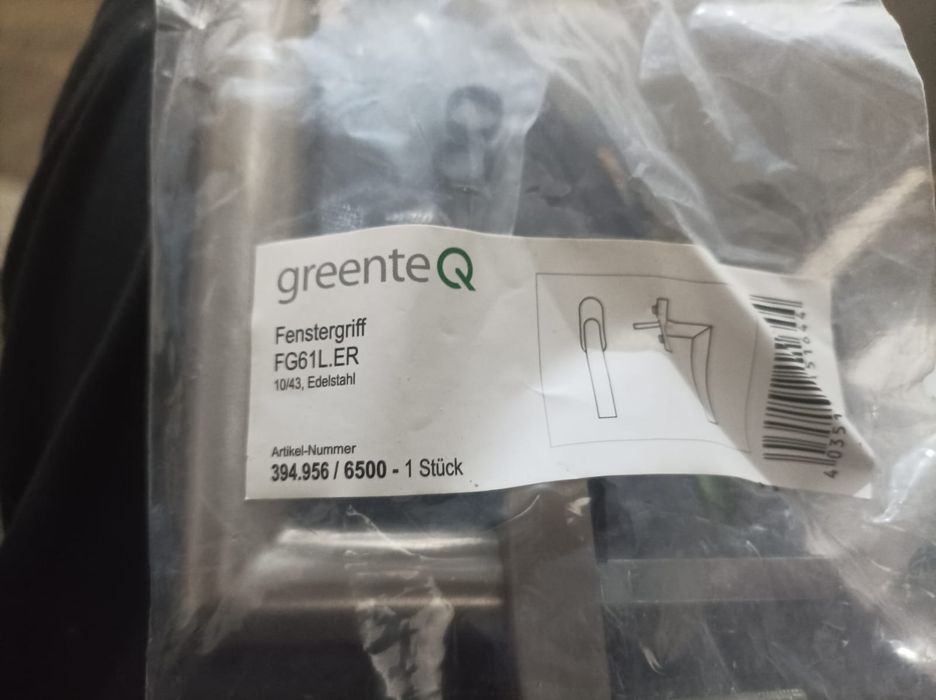 greenteQ
Fenstergriff
FG61L.ER
10/43, Edelstahl
Artikel-Nummer
394.956 / 6500 - 1 Stück